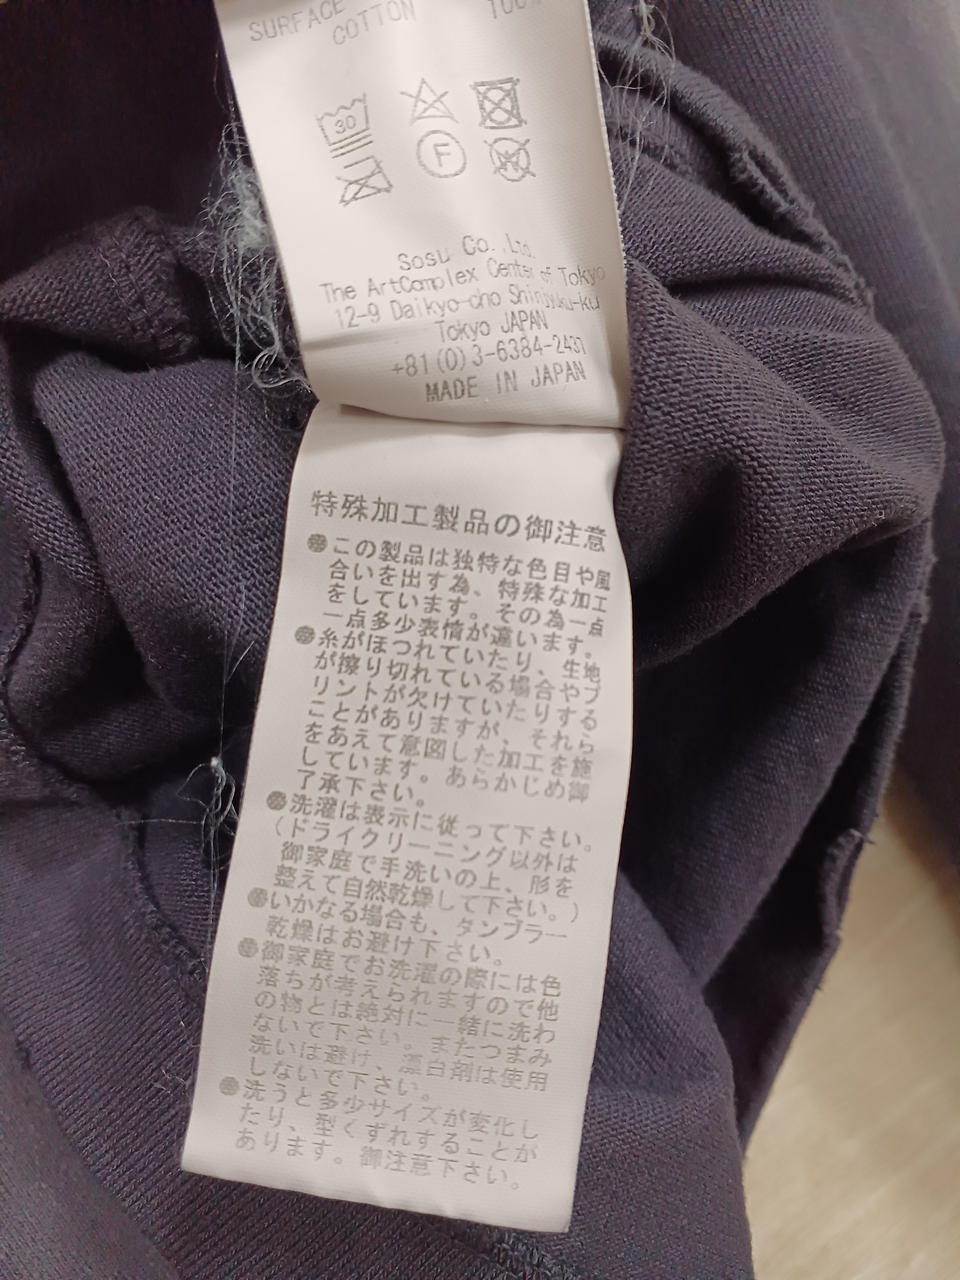 SURFACE
COTTON 100%
30
F
W
Sosu Co.,Ltd.
The ArtComplex Center of Tokyo
12-9 Daikyo-cho Shinjyuku-ku
Tokyo JAPAN
+81(0)3-6384-2437
MADE IN JAPAN
特殊加工製品の御注意
●この製品は独特な色目や風
合いを出す為、特殊な加工
をしています。その為一点
一点多少表情が違います。
●糸がほつれていたり、生地
が擦り切れている場合やプ
リントが欠けていたりする
ことがありますが、それら
をあえて意図した加工を施
しています。あらかじめ御
了承下さい。
●洗濯は表示に従って下さい。
(ドライクリーニング以外は
御家庭で手洗いの上、形を
整えて自然乾燥して下さい。)
●いかなる場合も、タンブラー
乾燥はお避け下さい。
●御家庭でお洗濯の際には色
落ちが考えられますので他
の物とは絶対に一緒に洗わ
ないで下さい。またつまみ
洗いは避け、漂白剤は使用
しないで下さい。
●洗うと多少サイズが変化し
たり、型くずれすることが
あります。御注意下さい。